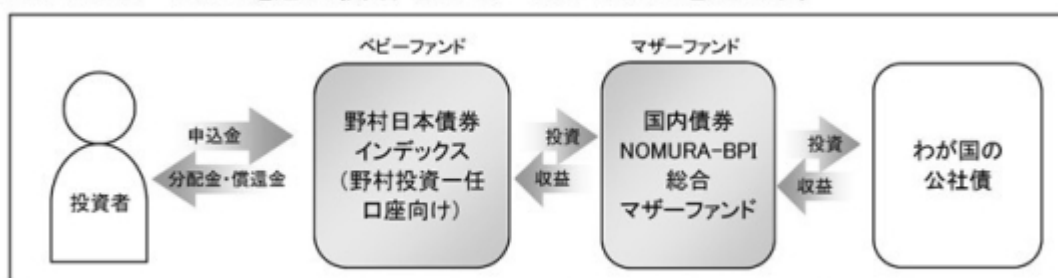 ベビーファンド
マザーファンド
申込金
分配金・償還金
投資者
野村日本債券
インデックス
(野村投資一任
口座向け)
投資
収益
国内債券
NOMURA-BPI
総合
マザーファンド
投資
収益
わが国の
公社債